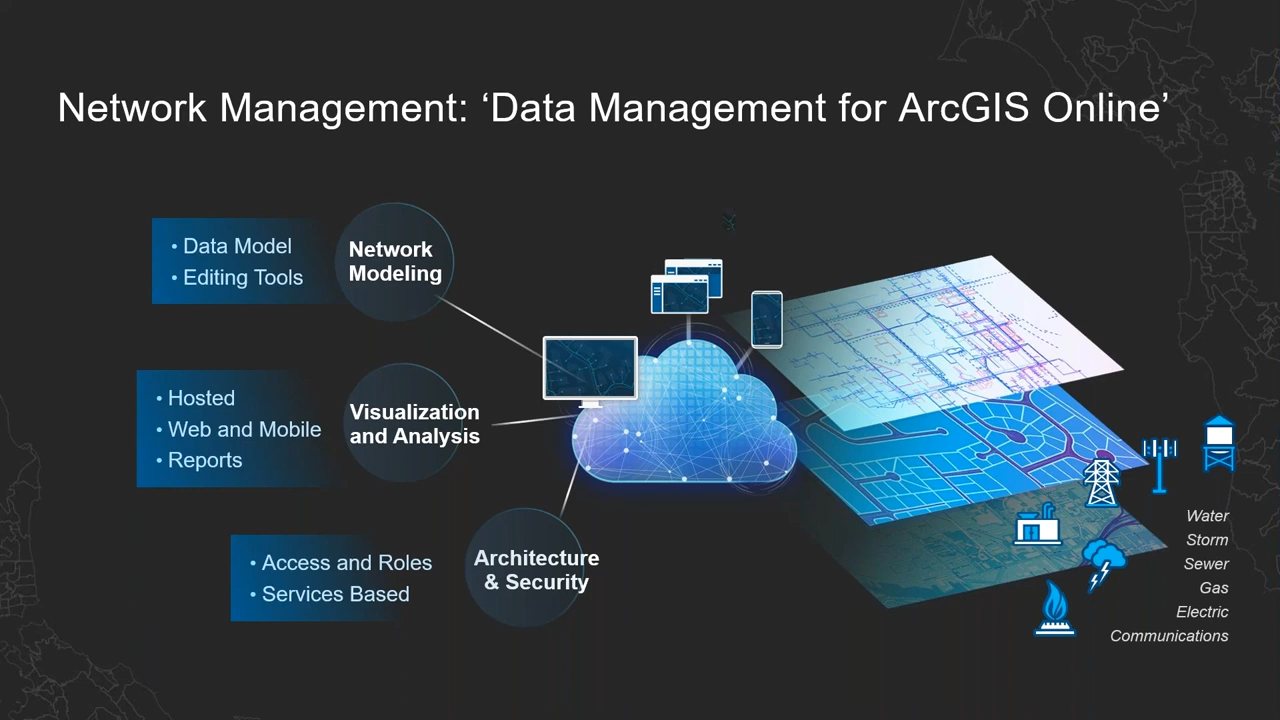 Network Management: ‘Data Management for ArcGIS Online’
• Data Model
• Editing Tools
Network
Modeling
• Hosted
• Web and Mobile
• Reports
Visualization
and Analysis
• Access and Roles
• Services Based
Architecture
& Security
Water
Storm
Sewer
Gas
Electric
Communications